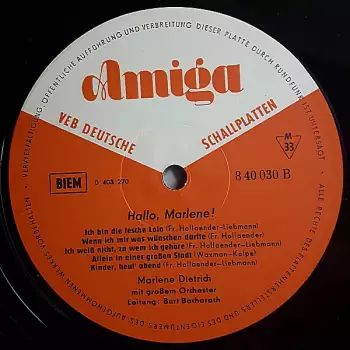 VERVIELFÄLTIGUNG, ÖFFENTLICHE AUFFÜHRUNG UND VERBREITUNG DIESER PLATTE DURCH RUNDFUNK IST UNTERSAGT
Amiga
VEB DEUTSCHE SCHALLPLATTEN
M
33
BIEM
0 403 270
8 40 030 B
Hallo, Marlene!
Ich bin die fesche Lola (Fr. Hollaender-Liebmann)
Wenn ich mir was wünschen dürfte (Fr. Hollaender)
Ich weiß nicht, zu wem ich gehöre (Fr. Hollaender-Liebmann)
Allein in einer großen Stadt (Waxman-Kolpe)
Kinder, heut' abend (Hollaender-Liebmann)
Marlene Dietrich
mit großem Orchester
Leitung: Burt Bacharach
ALLE RECHTE DES PLATTENHERSTELLERS UND DES EIGENTÜMERS DES AUFGENOMMENEN WERKES VORBEHALTEN